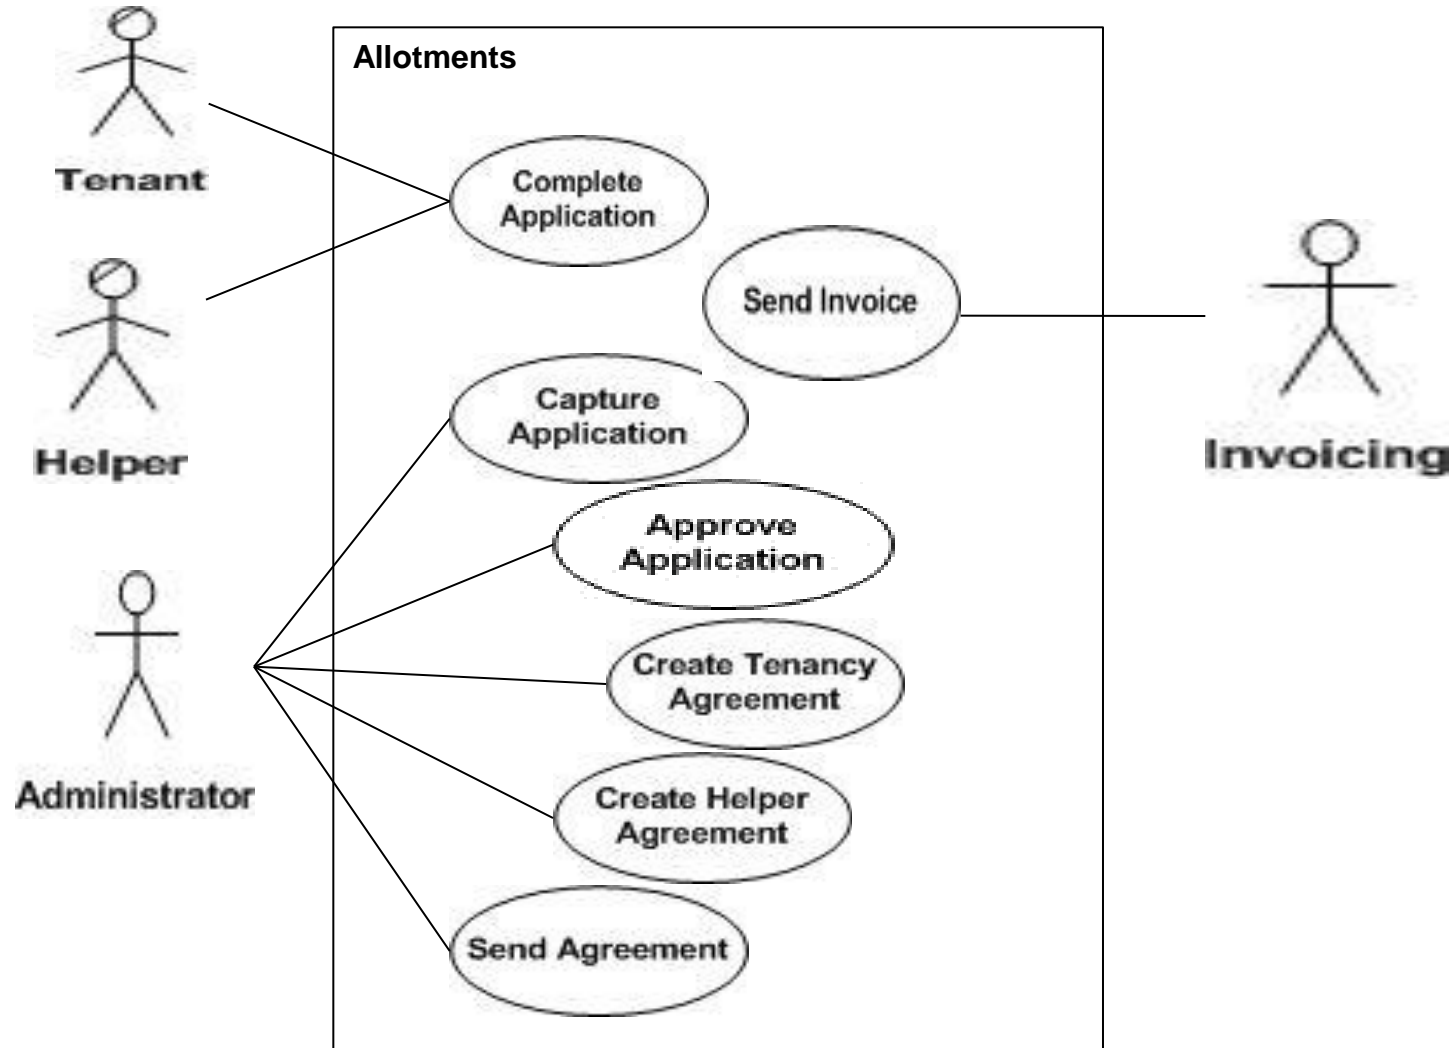 Allotments
Tenant
Complete
Application
Send Invoice
Helper
Capture
Application
Invoicing
Approve
Application
Create Tenancy
Agreement
Administrator
Create Helper
Agreement
Send Agreement